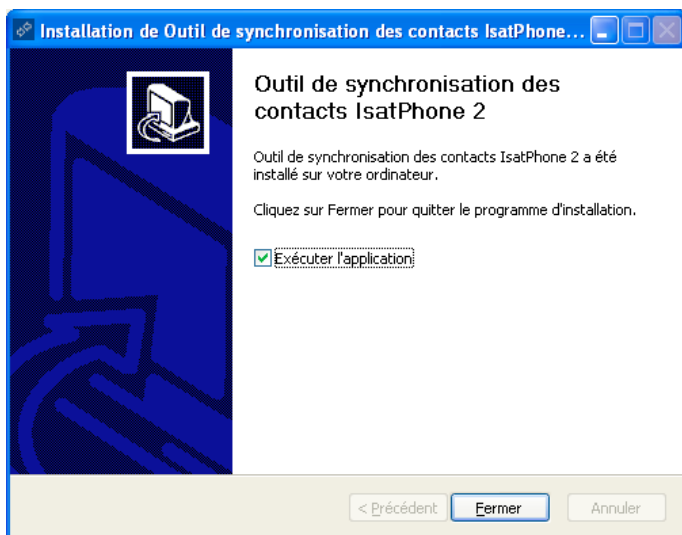 Installation de Outil de synchronisation des contacts IsatPhone...
Outil de synchronisation des
contacts IsatPhone 2
Outil de synchronisation des contacts IsatPhone 2 a été
installé sur votre ordinateur.
Cliquez sur Fermer pour quitter le programme d'installation.
Exécuter l'application
< Précédent
Fermer
Annuler